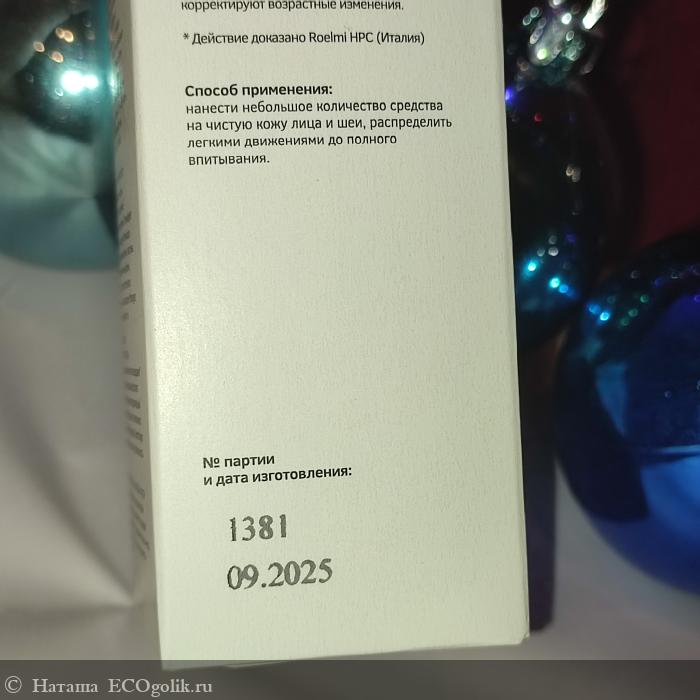 корректируют возрастные изменения.
* Действие доказано Roelmi HPC (Италия)
Способ применения:
нанести небольшое количество средства
на чистую кожу лица и шеи, распределить
легкими движениями до полного
впитывания.
№ партии
и дата изготовления:
1381
09.2025
© Наташа ECOgolik.ru